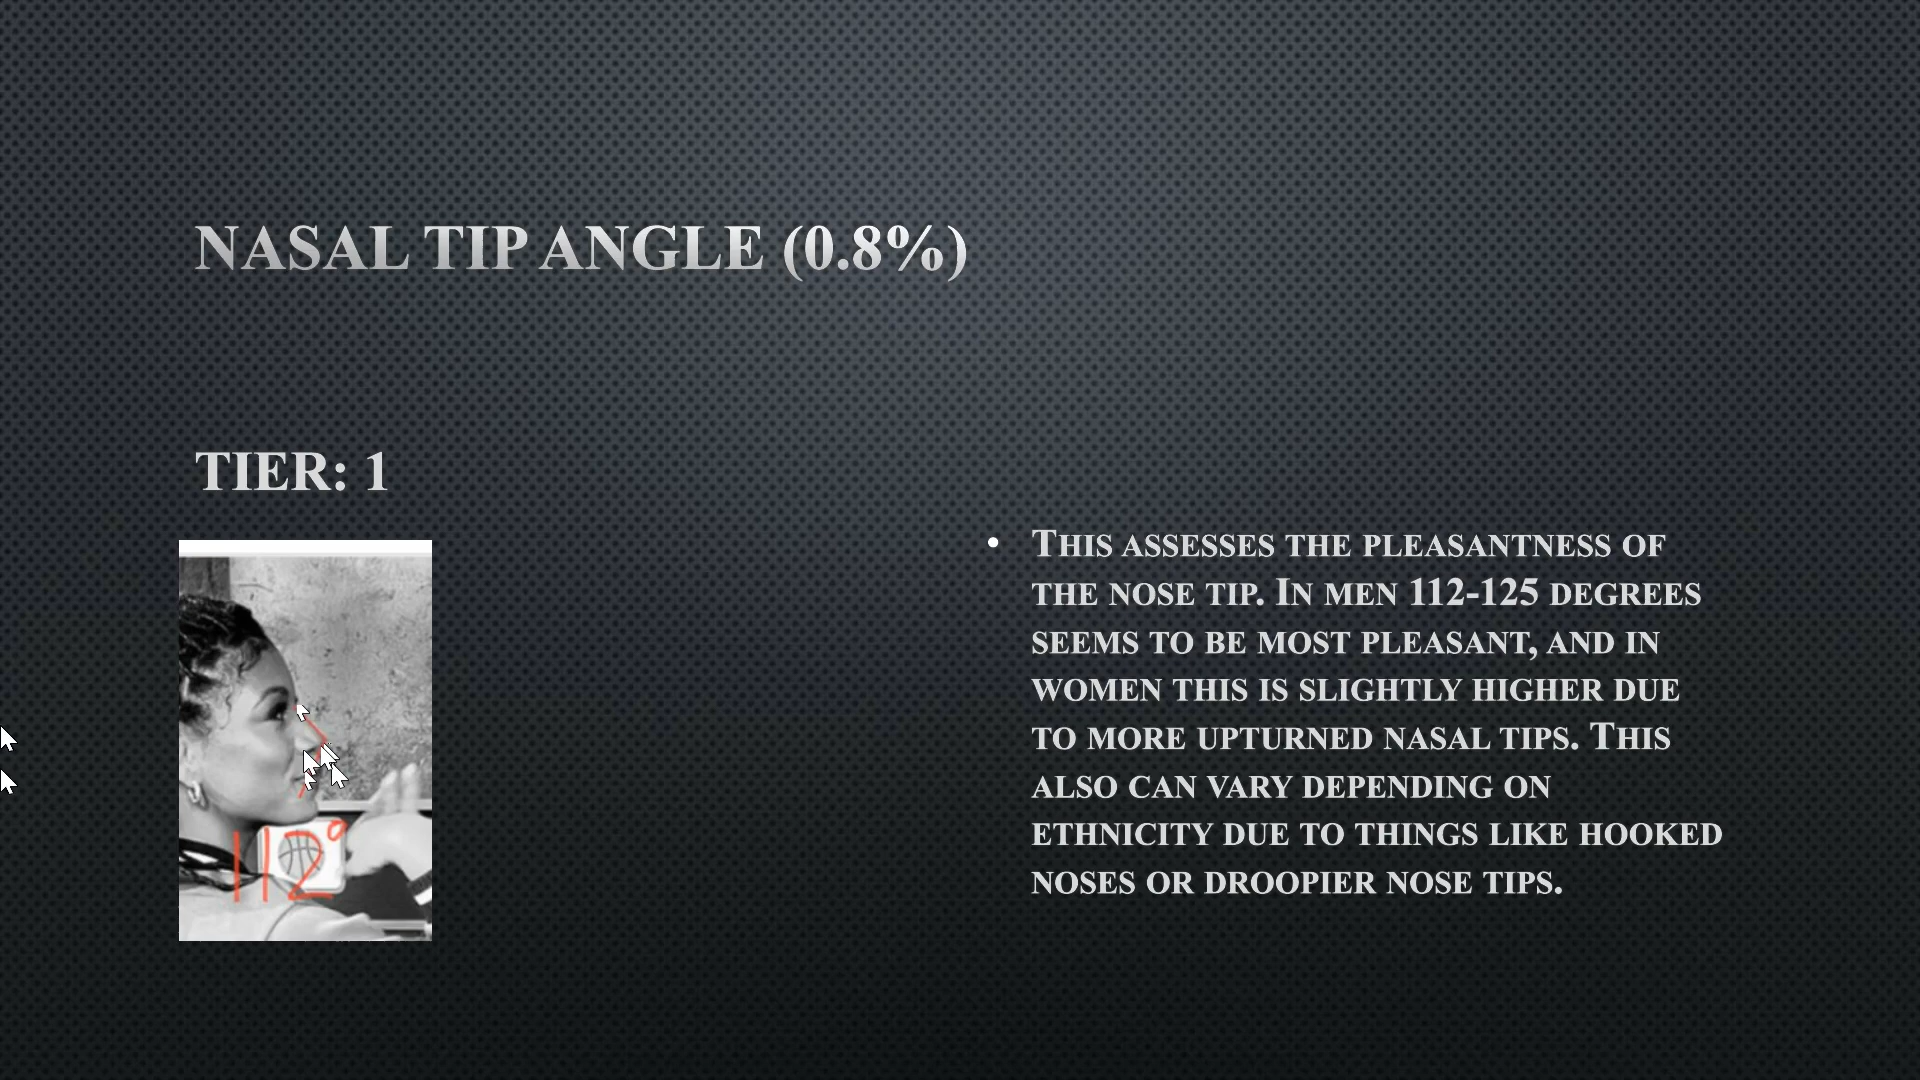 NASAL TIP ANGLE (0.8%)
TIER: 1
112°
• THIS ASSESSES THE PLEASANTNESS OF
THE NOSE TIP. IN MEN 112-125 DEGREES
SEEMS TO BE MOST PLEASANT, AND IN
WOMEN THIS IS SLIGHTLY HIGHER DUE
TO MORE UPTURNED NASAL TIPS. THIS
ALSO CAN VARY DEPENDING ON
ETHNICITY DUE TO THINGS LIKE HOOKED
NOSES OR DROOPIER NOSE TIPS.